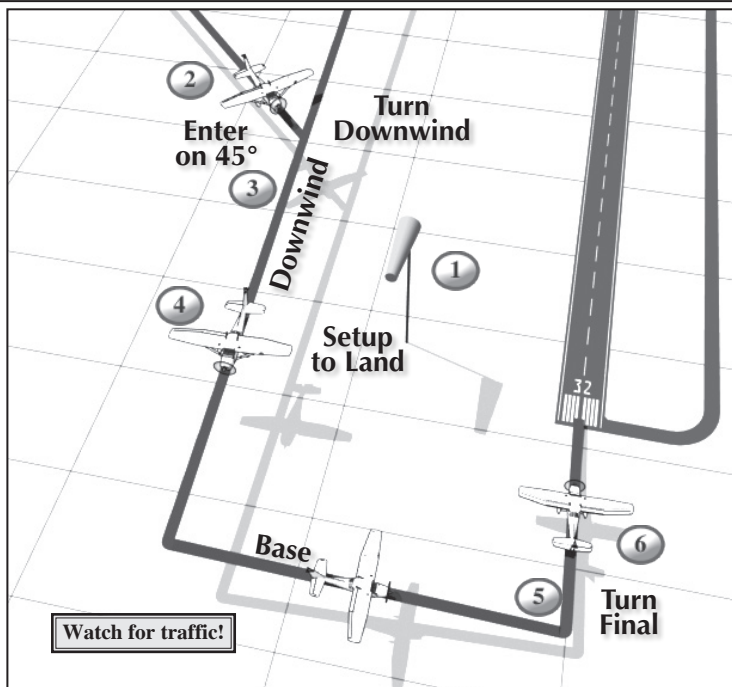 2
Enter
on 45°
Turn
Downwind
3
Downwind
1
4
Setup
to Land
32
Base
6
5
Turn
Final
Watch for traffic!